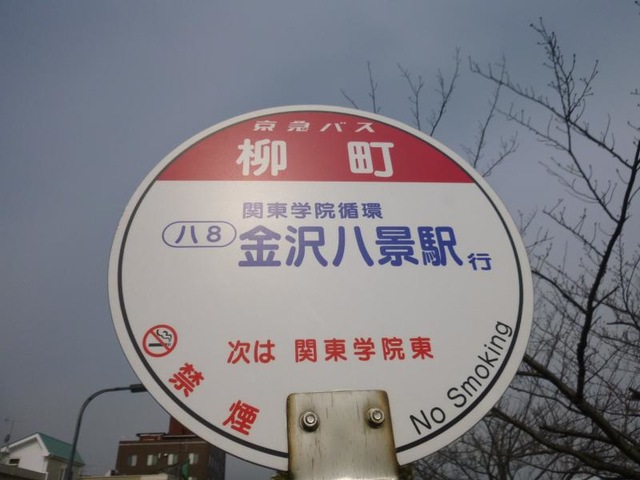 京急バス
柳町
関東学院循環
八8 金沢八景駅行
次は 関東学院東
禁煙
No Smoking